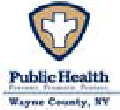 Public Health
Prevent. Promote. Protect.
Wayne County, NY